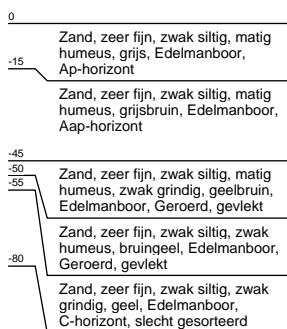 0
Zand, zeer fijn, zwak siltig, matig
humeus, grijs, Edelmanboor,
Ap-horizont
-15
Zand, zeer fijn, zwak siltig, matig
humeus, grijsbruin, Edelmanboor,
Aap-horizont
-45
Zand, zeer fijn, zwak siltig, matig
humeus, zwak grindig, geelbruin,
Edelmanboor, Geroerd, gevlekt
-50
Zand, zeer fijn, zwak siltig, zwak
humeus, bruingeel, Edelmanboor,
Geroerd, gevlekt
-55
Zand, zeer fijn, zwak siltig, zwak
grindig, geel, Edelmanboor,
C-horizont, slecht gesorteerd
-80